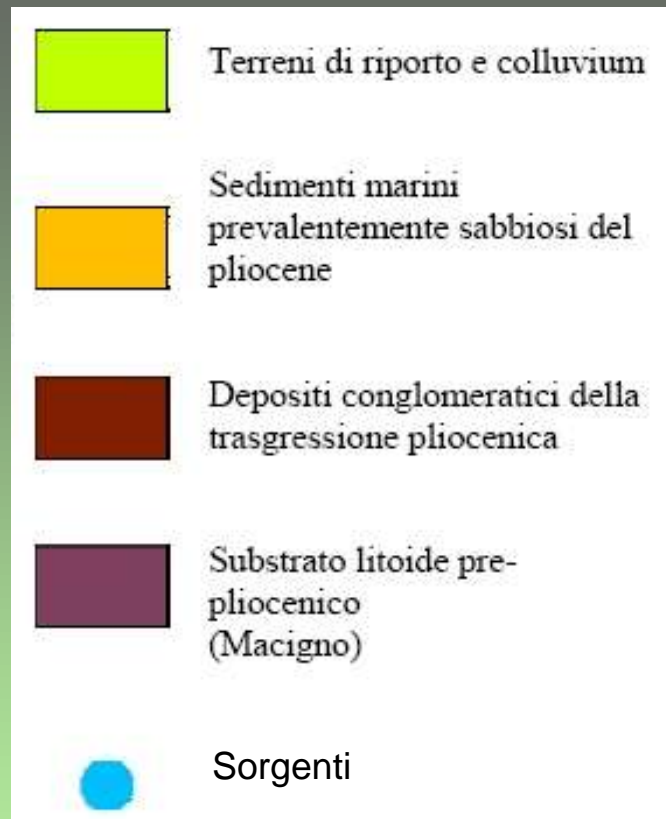 Terreni di riporto e colluvium
Sedimenti marini
prevalentemente sabbiosi del
pliocene
Depositi conglomeratici della
trasgressione pliocenica
Substrato litoide pre-
pliocenico
(Macigno)
Sorgenti